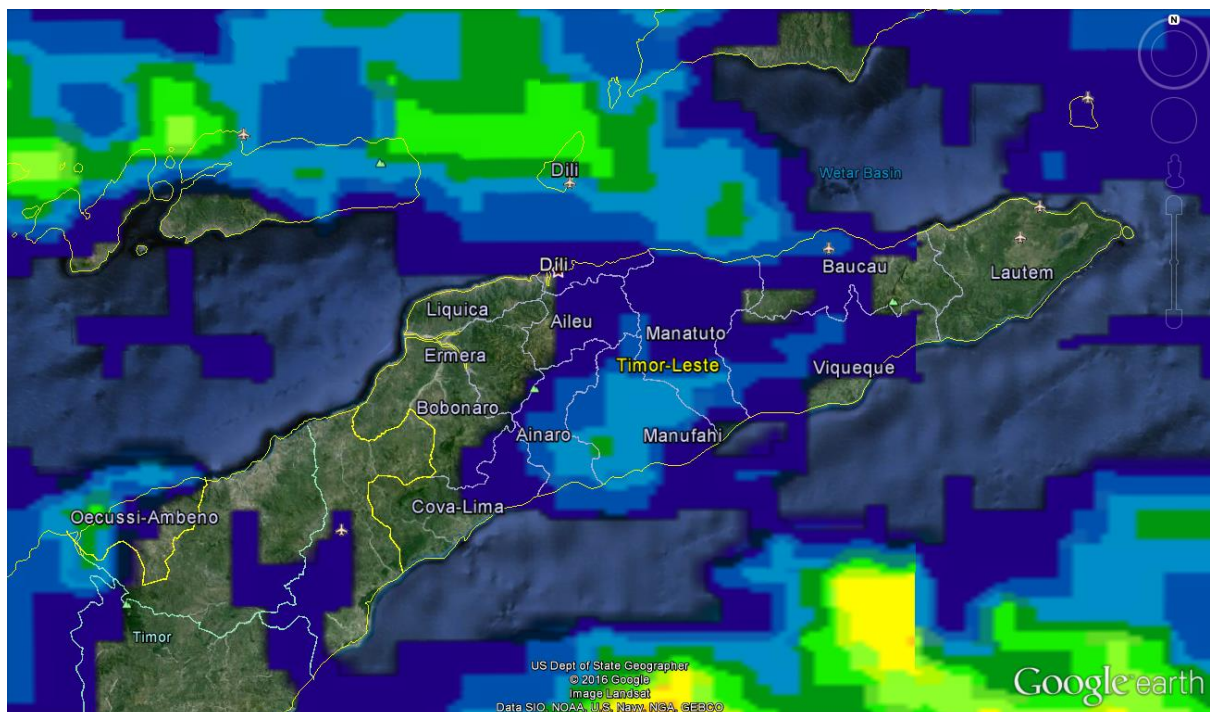 N
Dili
Wetar Basin
Díli
Baucau
Lautem
Liquica
Aileu
Manatuto
Ermera
Timor-Leste
Viqueque
Bobonaro
Ainaro
Manufahi
Cova-Lima
Oecussi-Ambeno
Timor
US Dept of State Geographer
© 2016 Google
Image Landsat
Data SIO, NOAA, U.S. Navy, NGA, GEBCO
Google earth